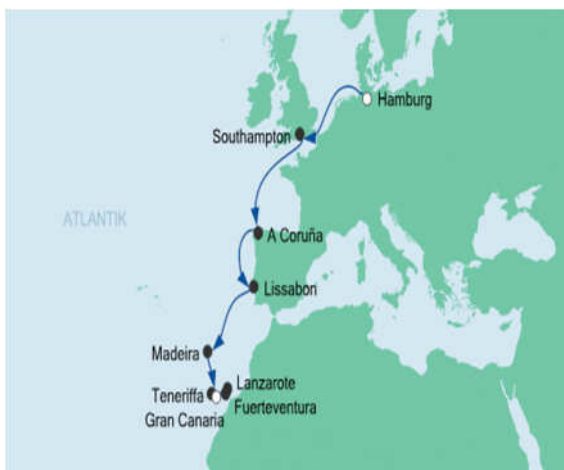 Hamburg
Southampton
ATLANTIK
A Coruña
Lissabon
Madeira
Lanzarote
Teneriffa
Fuerteventura
Gran Canaria